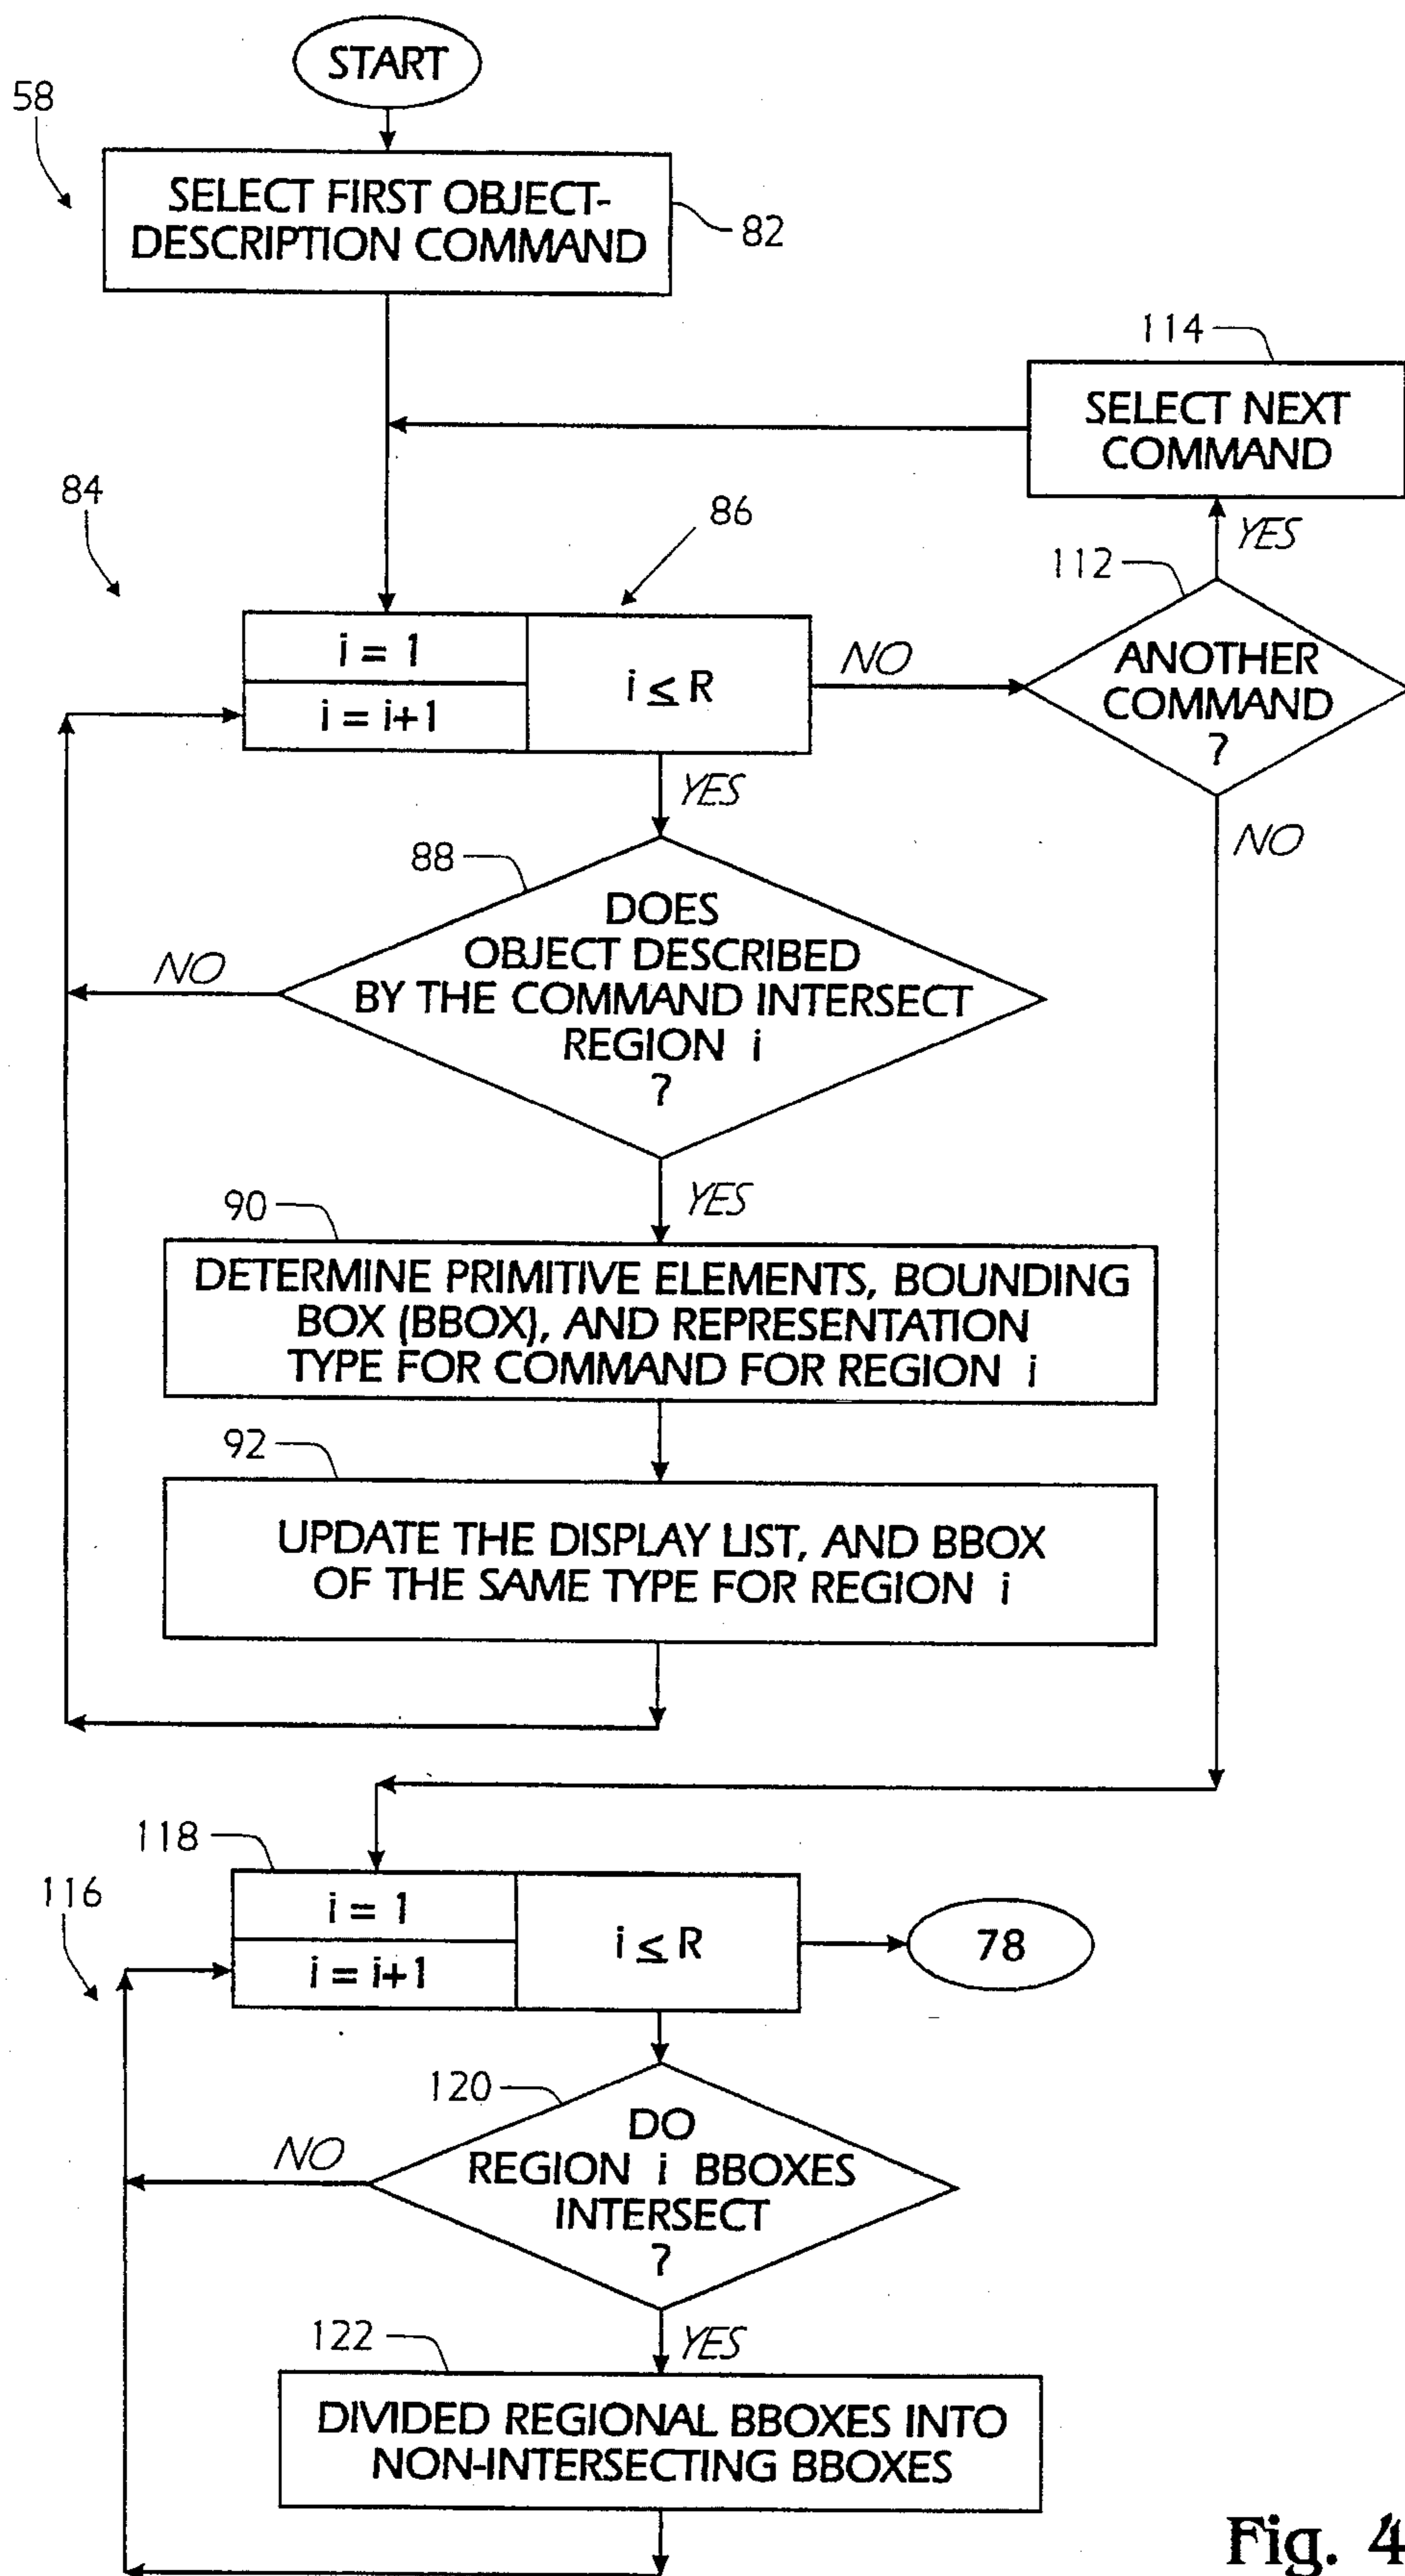 START
58
SELECT FIRST OBJECT-
DESCRIPTION COMMAND
82
114
SELECT NEXT
COMMAND
84
86
YES
112
i = 1
i = i+1
i ≤ R
NO
ANOTHER
COMMAND
?
YES
NO
88
DOES
OBJECT DESCRIBED
BY THE COMMAND INTERSECT
REGION i
?
NO
YES
90
DETERMINE PRIMITIVE ELEMENTS, BOUNDING
BOX (BBOX), AND REPRESENTATION
TYPE FOR COMMAND FOR REGION i
92
UPDATE THE DISPLAY LIST, AND BBOX
OF THE SAME TYPE FOR REGION i
118
116
i = 1
i = i+1
i ≤ R
78
120
DO
REGION i BBOXES
INTERSECT
?
NO
YES
122
DIVIDED REGIONAL BBOXES INTO
NON-INTERSECTING BBOXES
Fig. 4